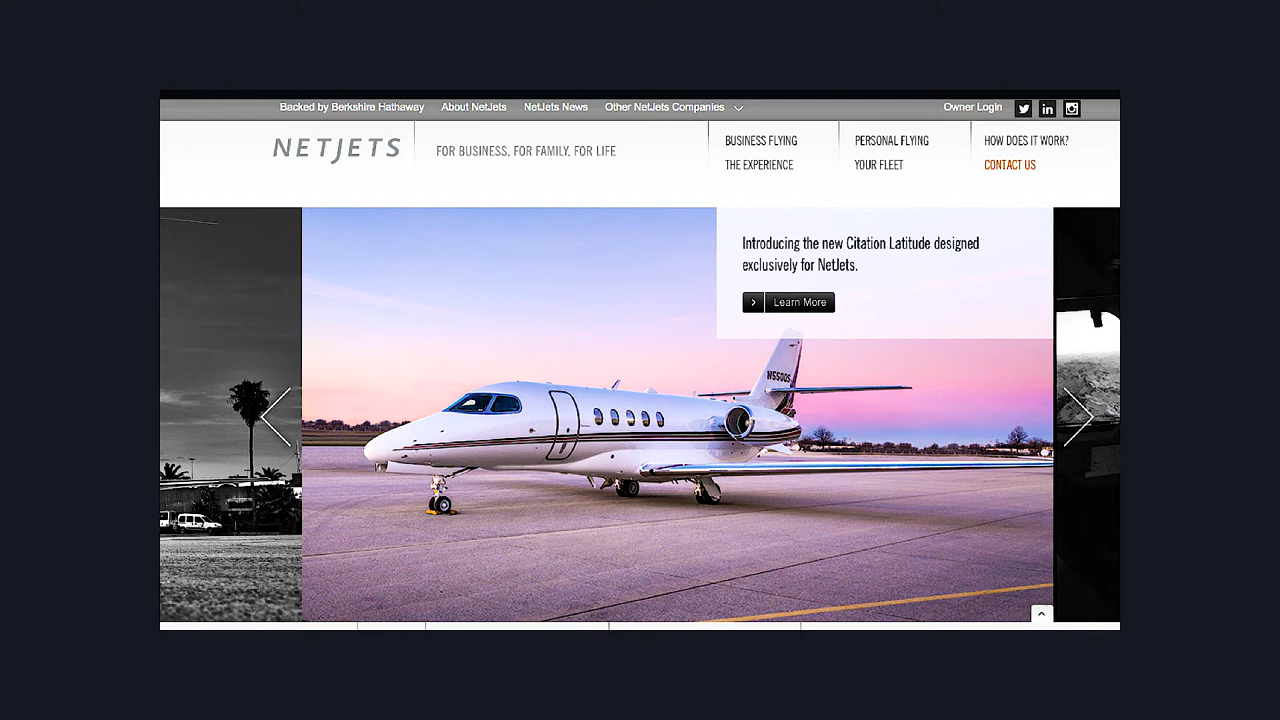 Backed by Berkshire Hathaway About NetJets NetJets News Other NetJets Companies Owner Login
NETJETS
FOR BUSINESS, FOR FAMILY, FOR LIFE
BUSINESS FLYING PERSONAL FLYING HOW DOES IT WORK?
THE EXPERIENCE YOUR FLEET CONTACT US
Introducing the new Citation Latitude designed
exclusively for NetJets.
Learn More
N550QS